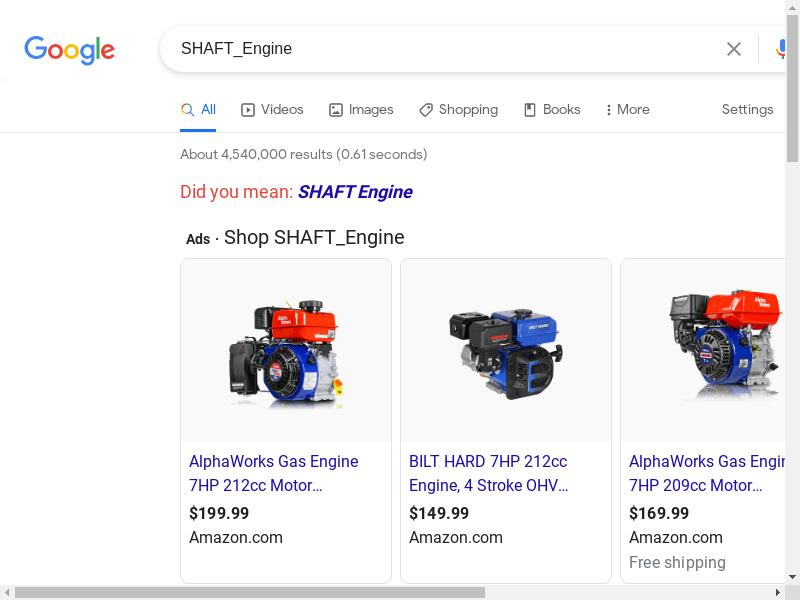 Google
SHAFT_Engine
All
Videos
Images
Shopping
Books
More
Settings
About 4,540,000 results (0.61 seconds)
Did you mean: SHAFT Engine
Ads · Shop SHAFT_Engine
AlphaWorks Gas Engine
7HP 212cc Motor…
$199.99
Amazon.com
BILT HARD 7HP 212cc
Engine, 4 Stroke OHV…
$149.99
Amazon.com
AlphaWorks Gas Engin
7HP 209cc Motor…
$169.99
Amazon.com
Free shipping